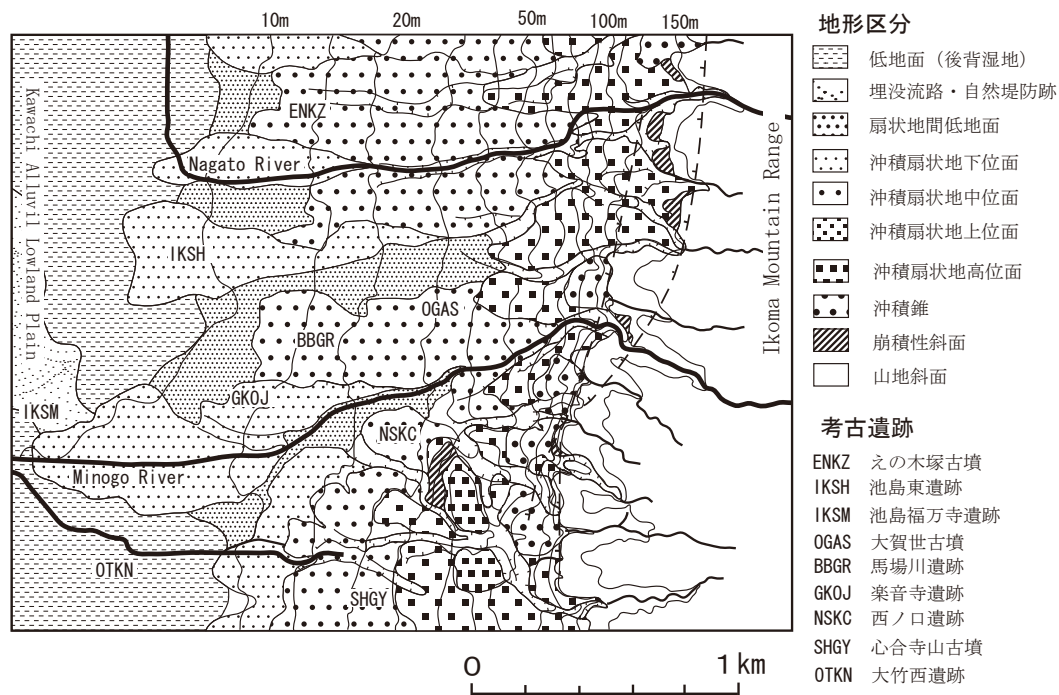 10m 20m 50m 100m 150m
ENKZ
Nagato River
IKSH
OGAS
BBGR
GKOJ
IKSM
NSKC
Minogo River
OTKN
SHGY
Kawachi Alluvil Lowland Plain
Ikoma Mountain Range
0 1km
地形区分
低地面（後背湿地）
埋没流路・自然堤防跡
扇状地間低地面
沖積扇状地下位面
沖積扇状地中位面
沖積扇状地上位面
沖積扇状地高位面
沖積錐
崩積性斜面
山地斜面
考古遺跡
ENKZ えの木塚古墳
IKSH 池島東遺跡
IKSM 池島福万寺遺跡
OGAS 大賀世古墳
BBGR 馬場川遺跡
GKOJ 楽音寺遺跡
NSKC 西ノ口遺跡
SHGY 心合寺山古墳
OTKN 大竹西遺跡